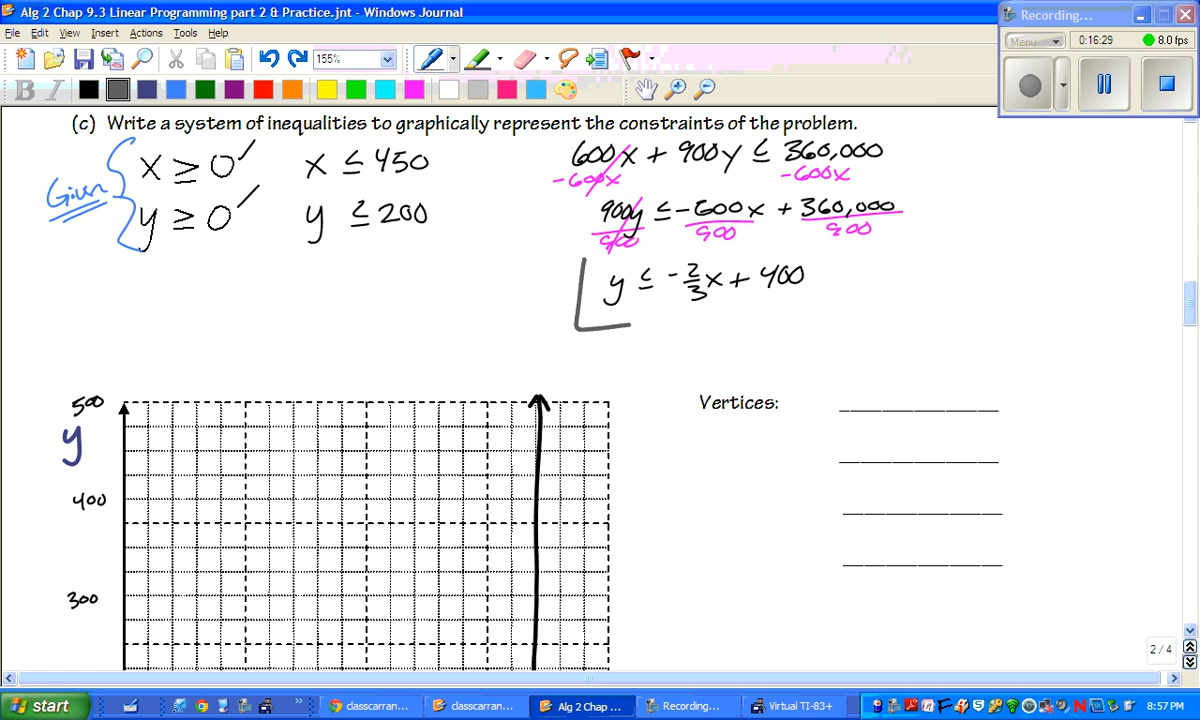 Alg 2 Chap 9.3 Linear Programming part 2 & Practice.jnt - Windows Journal
File Edit View Insert Actions Tools Help
155%
Recording...
Menu 0:16:29 8.0 fps
B I
(c) Write a system of inequalities to graphically represent the constraints of the problem.
Given
x ≥ 0 ✓ x ≤ 450
y ≥ 0 ✓ y ≤ 200
600x + 900y ≤ 360,000
-600x -600x
900y ≤ -600x + 360,000
900 900 900
y ≤ -2/3x + 400
500
y
400
300
Vertices:
2 / 4
start classcarran... classcarran... Alg 2 Chap ... Recording... Virtual TI-83+ 8:57 PM